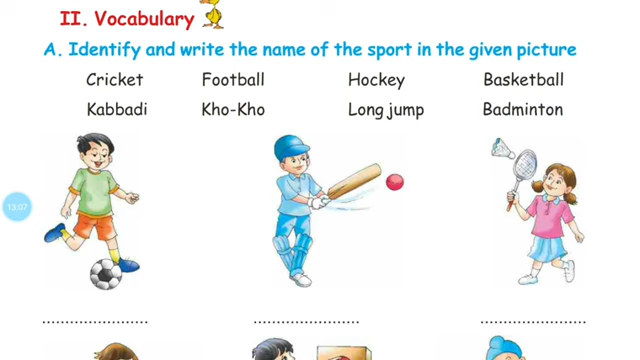 II. Vocabulary
A. Identify and write the name of the sport in the given picture
Cricket Football Hockey Basketball
Kabbadi Kho-Kho Long jump Badminton
13:07
........................ ........................ ........................